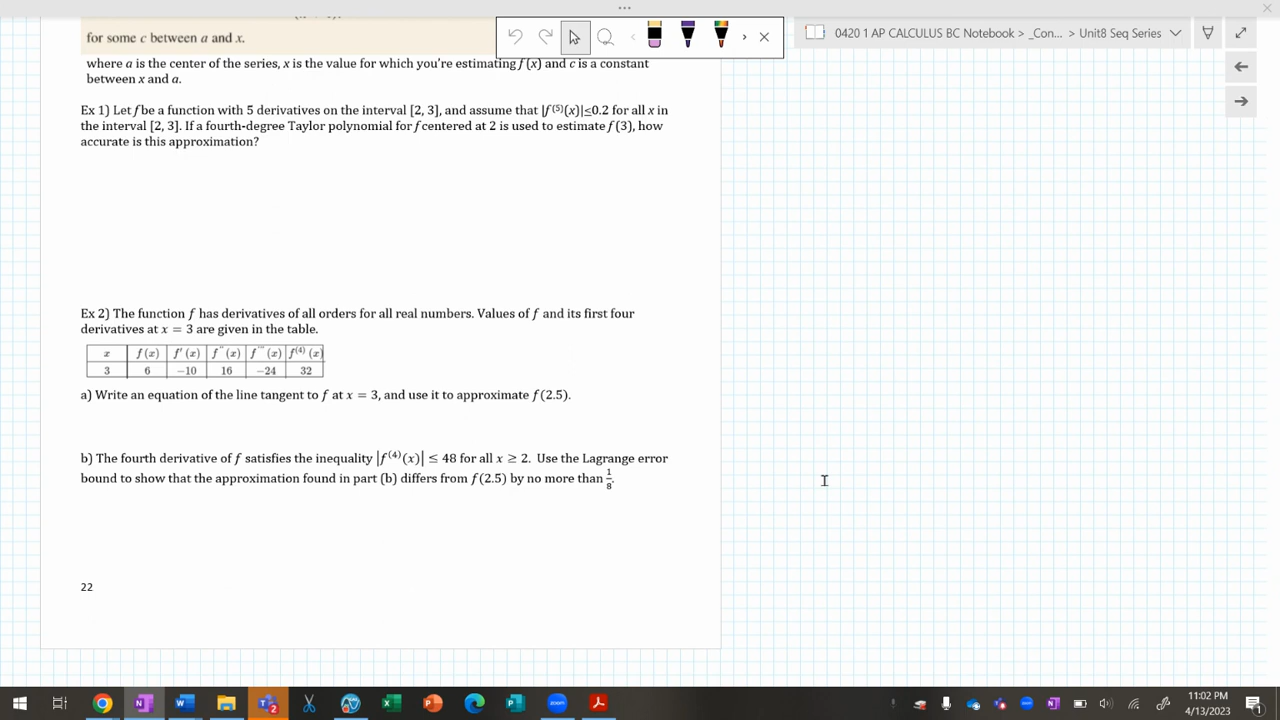 0420 1 AP CALCULUS BC Notebook > _Con... > Unit8 Seq Series
for some c between a and x.
where a is the center of the series, x is the value for which you're estimating f (x) and c is a constant
between x and a.
Ex 1) Let f be a function with 5 derivatives on the interval [2, 3], and assume that |f⁽⁵⁾(x)|≤0.2 for all x in
the interval [2, 3]. If a fourth-degree Taylor polynomial for f centered at 2 is used to estimate f (3), how
accurate is this approximation?
Ex 2) The function f has derivatives of all orders for all real numbers. Values of f and its first four
derivatives at x = 3 are given in the table.
x f (x) f' (x) f'' (x) f''' (x) f⁽⁴⁾ (x)
3 6 −10 16 −24 32
a) Write an equation of the line tangent to f at x = 3, and use it to approximate f (2.5).
b) The fourth derivative of f satisfies the inequality |f⁽⁴⁾(x)| ≤ 48 for all x ≥ 2. Use the Lagrange error
bound to show that the approximation found in part (b) differs from f (2.5) by no more than 1/8.
22
11:02 PM
4/13/2023